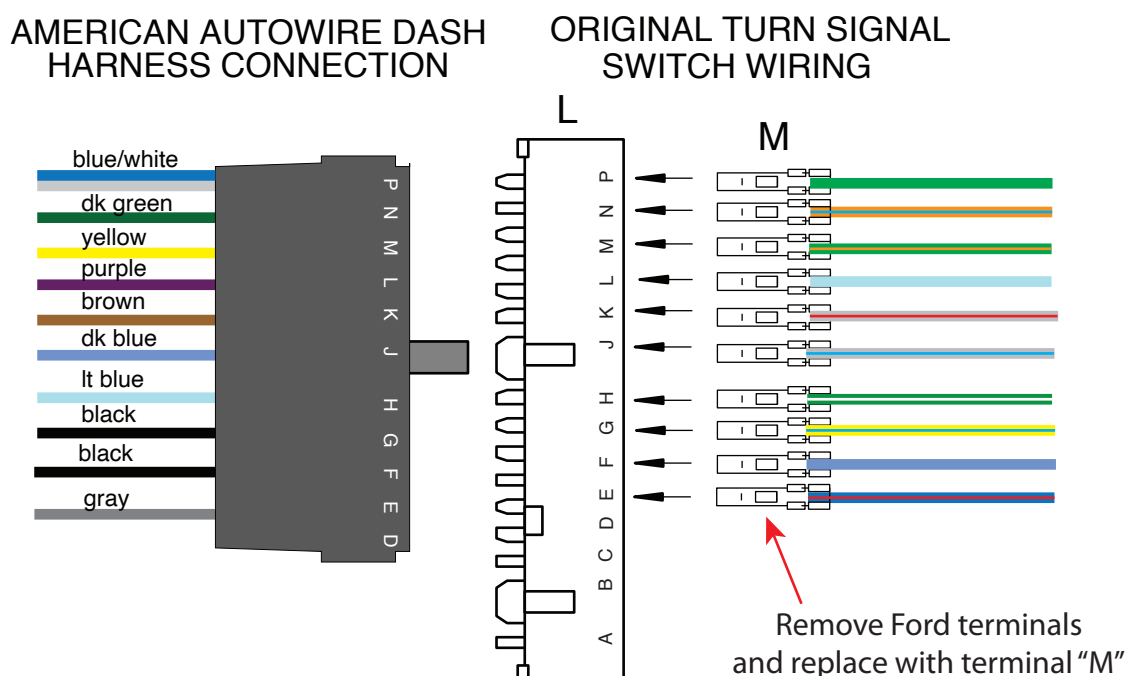 AMERICAN AUTOWIRE DASH
HARNESS CONNECTION
ORIGINAL TURN SIGNAL
SWITCH WIRING
blue/white
dk green
yellow
purple
brown
dk blue
lt blue
black
black
gray
P
N
M
L
K
J
H
G
F
E
D
L
P
N
M
L
K
J
H
G
F
E
D
C
B
A
M
Remove Ford terminals
and replace with terminal “M”